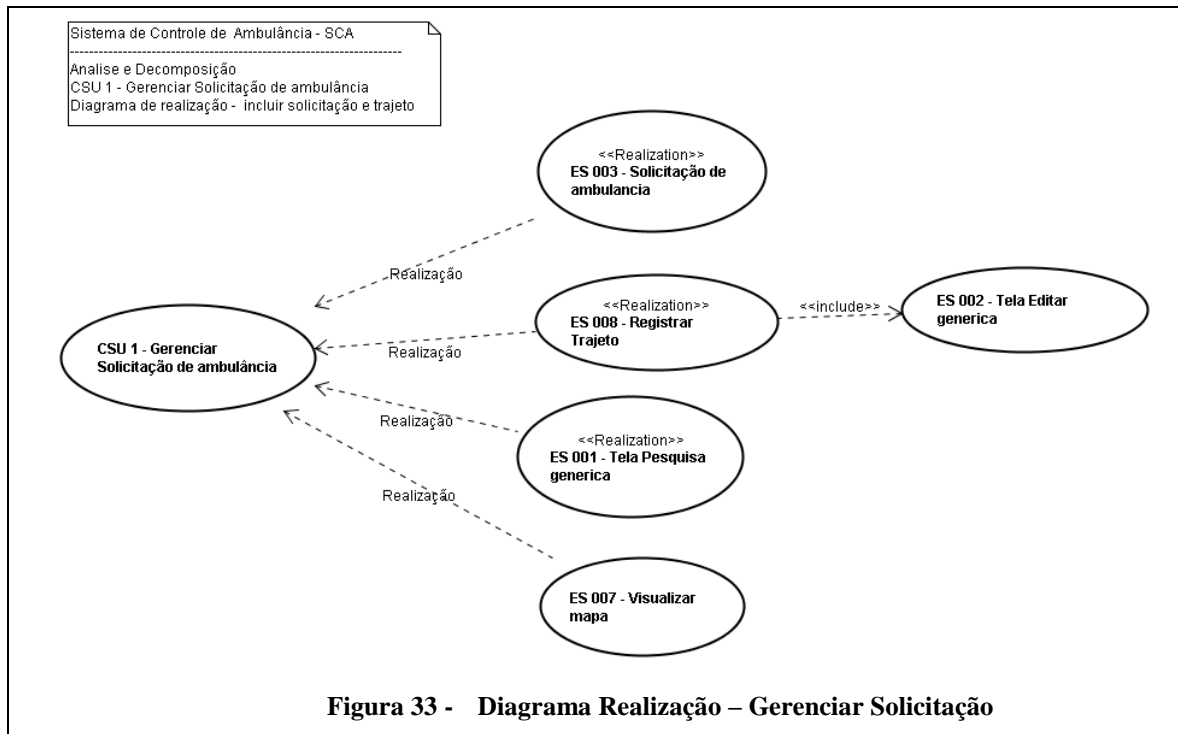 Sistema de Controle de Ambulância - SCA
------------------------------------------------------------------
Analise e Decomposição
CSU 1 - Gerenciar Solicitação de ambulância
Diagrama de realização - incluir solicitação e trajeto
<<Realization>>
ES 003 - Solicitação de
ambulancia
Realização
<<Realization>>
ES 008 - Registrar
Trajeto
<<include>>
ES 002 - Tela Editar
generica
CSU 1 - Gerenciar
Solicitação de ambulância
Realização
Realização
<<Realization>>
ES 001 - Tela Pesquisa
generica
Realização
ES 007 - Visualizar
mapa
Figura 33 - Diagrama Realização – Gerenciar Solicitação